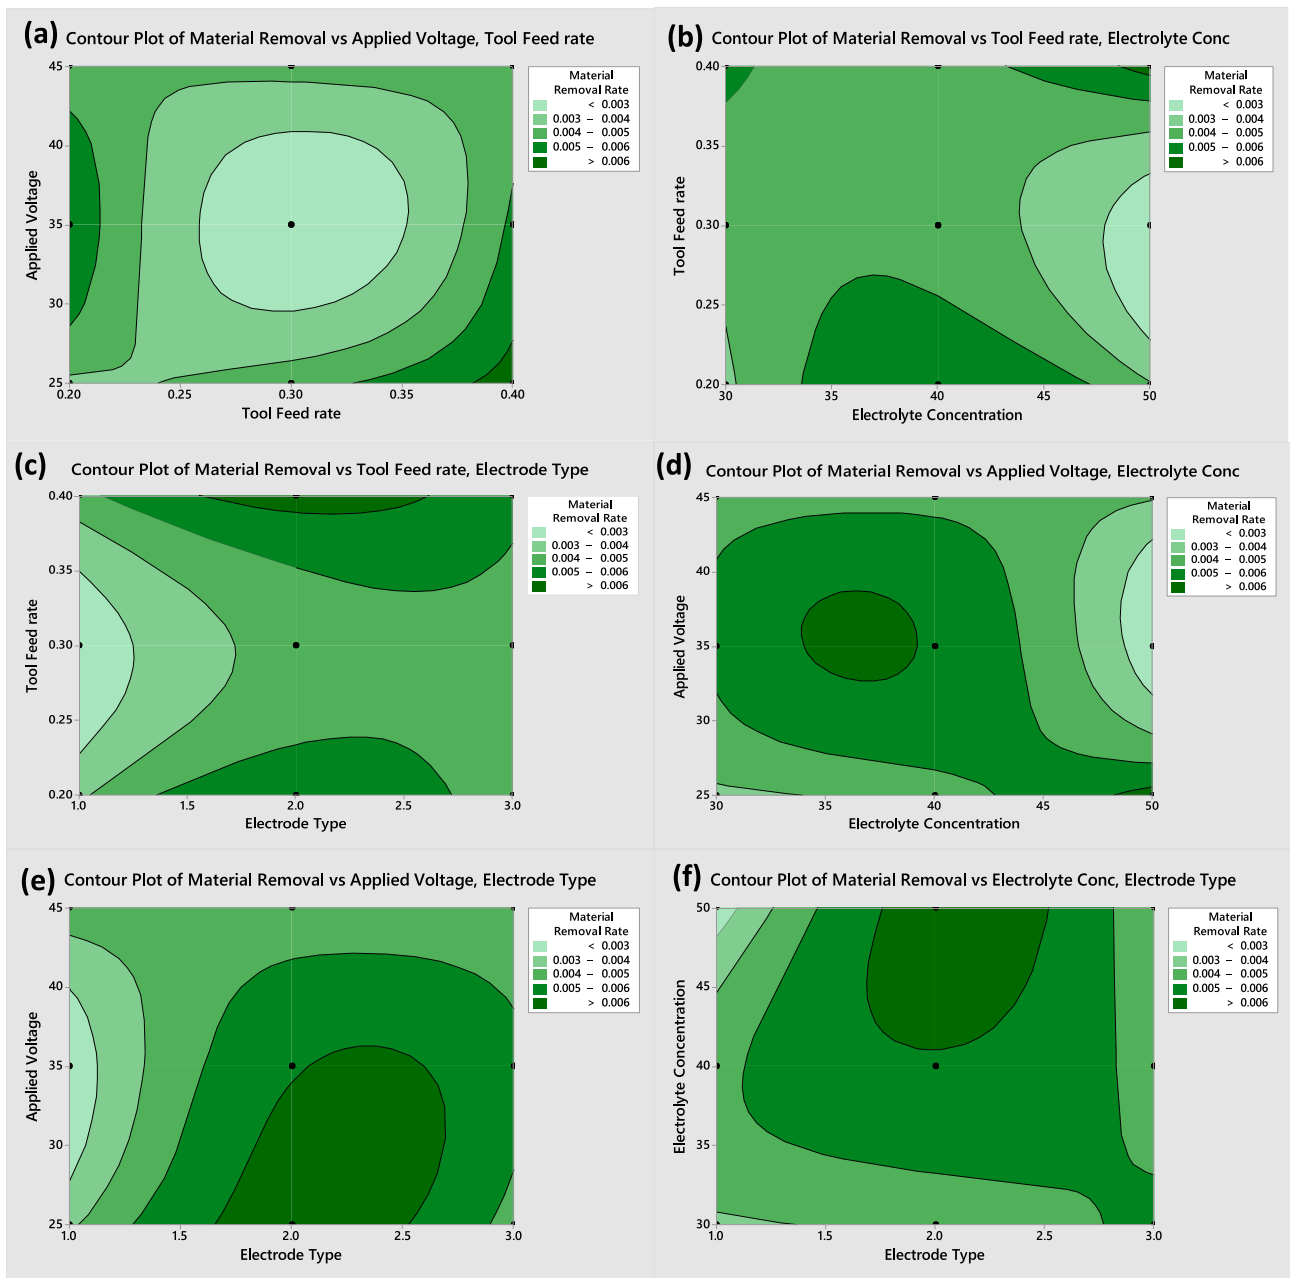 (a) Contour Plot of Material Removal vs Applied Voltage, Tool Feed rate
45
40
35
30
25
0.20 0.25 0.30 0.35 0.40
Applied Voltage
Tool Feed rate
Material
Removal Rate
< 0.003
0.003 – 0.004
0.004 – 0.005
0.005 – 0.006
> 0.006
(b) Contour Plot of Material Removal vs Tool Feed rate, Electrolyte Conc
0.40
0.35
0.30
0.25
0.20
30 35 40 45 50
Tool Feed rate
Electrolyte Concentration
Material
Removal Rate
< 0.003
0.003 – 0.004
0.004 – 0.005
0.005 – 0.006
> 0.006
(c) Contour Plot of Material Removal vs Tool Feed rate, Electrode Type
0.40
0.35
0.30
0.25
0.20
1.0 1.5 2.0 2.5 3.0
Tool Feed rate
Electrode Type
Material
Removal Rate
< 0.003
0.003 – 0.004
0.004 – 0.005
0.005 – 0.006
> 0.006
(d) Contour Plot of Material Removal vs Applied Voltage, Electrolyte Conc
45
40
35
30
25
30 35 40 45 50
Applied Voltage
Electrolyte Concentration
Material
Removal Rate
< 0.003
0.003 – 0.004
0.004 – 0.005
0.005 – 0.006
> 0.006
(e) Contour Plot of Material Removal vs Applied Voltage, Electrode Type
45
40
35
30
25
1.0 1.5 2.0 2.5 3.0
Applied Voltage
Electrode Type
Material
Removal Rate
< 0.003
0.003 – 0.004
0.004 – 0.005
0.005 – 0.006
> 0.006
(f) Contour Plot of Material Removal vs Electrolyte Conc, Electrode Type
50
45
40
35
30
1.0 1.5 2.0 2.5 3.0
Electrolyte Concentration
Electrode Type
Material
Removal Rate
< 0.003
0.003 – 0.004
0.004 – 0.005
0.005 – 0.006
> 0.006